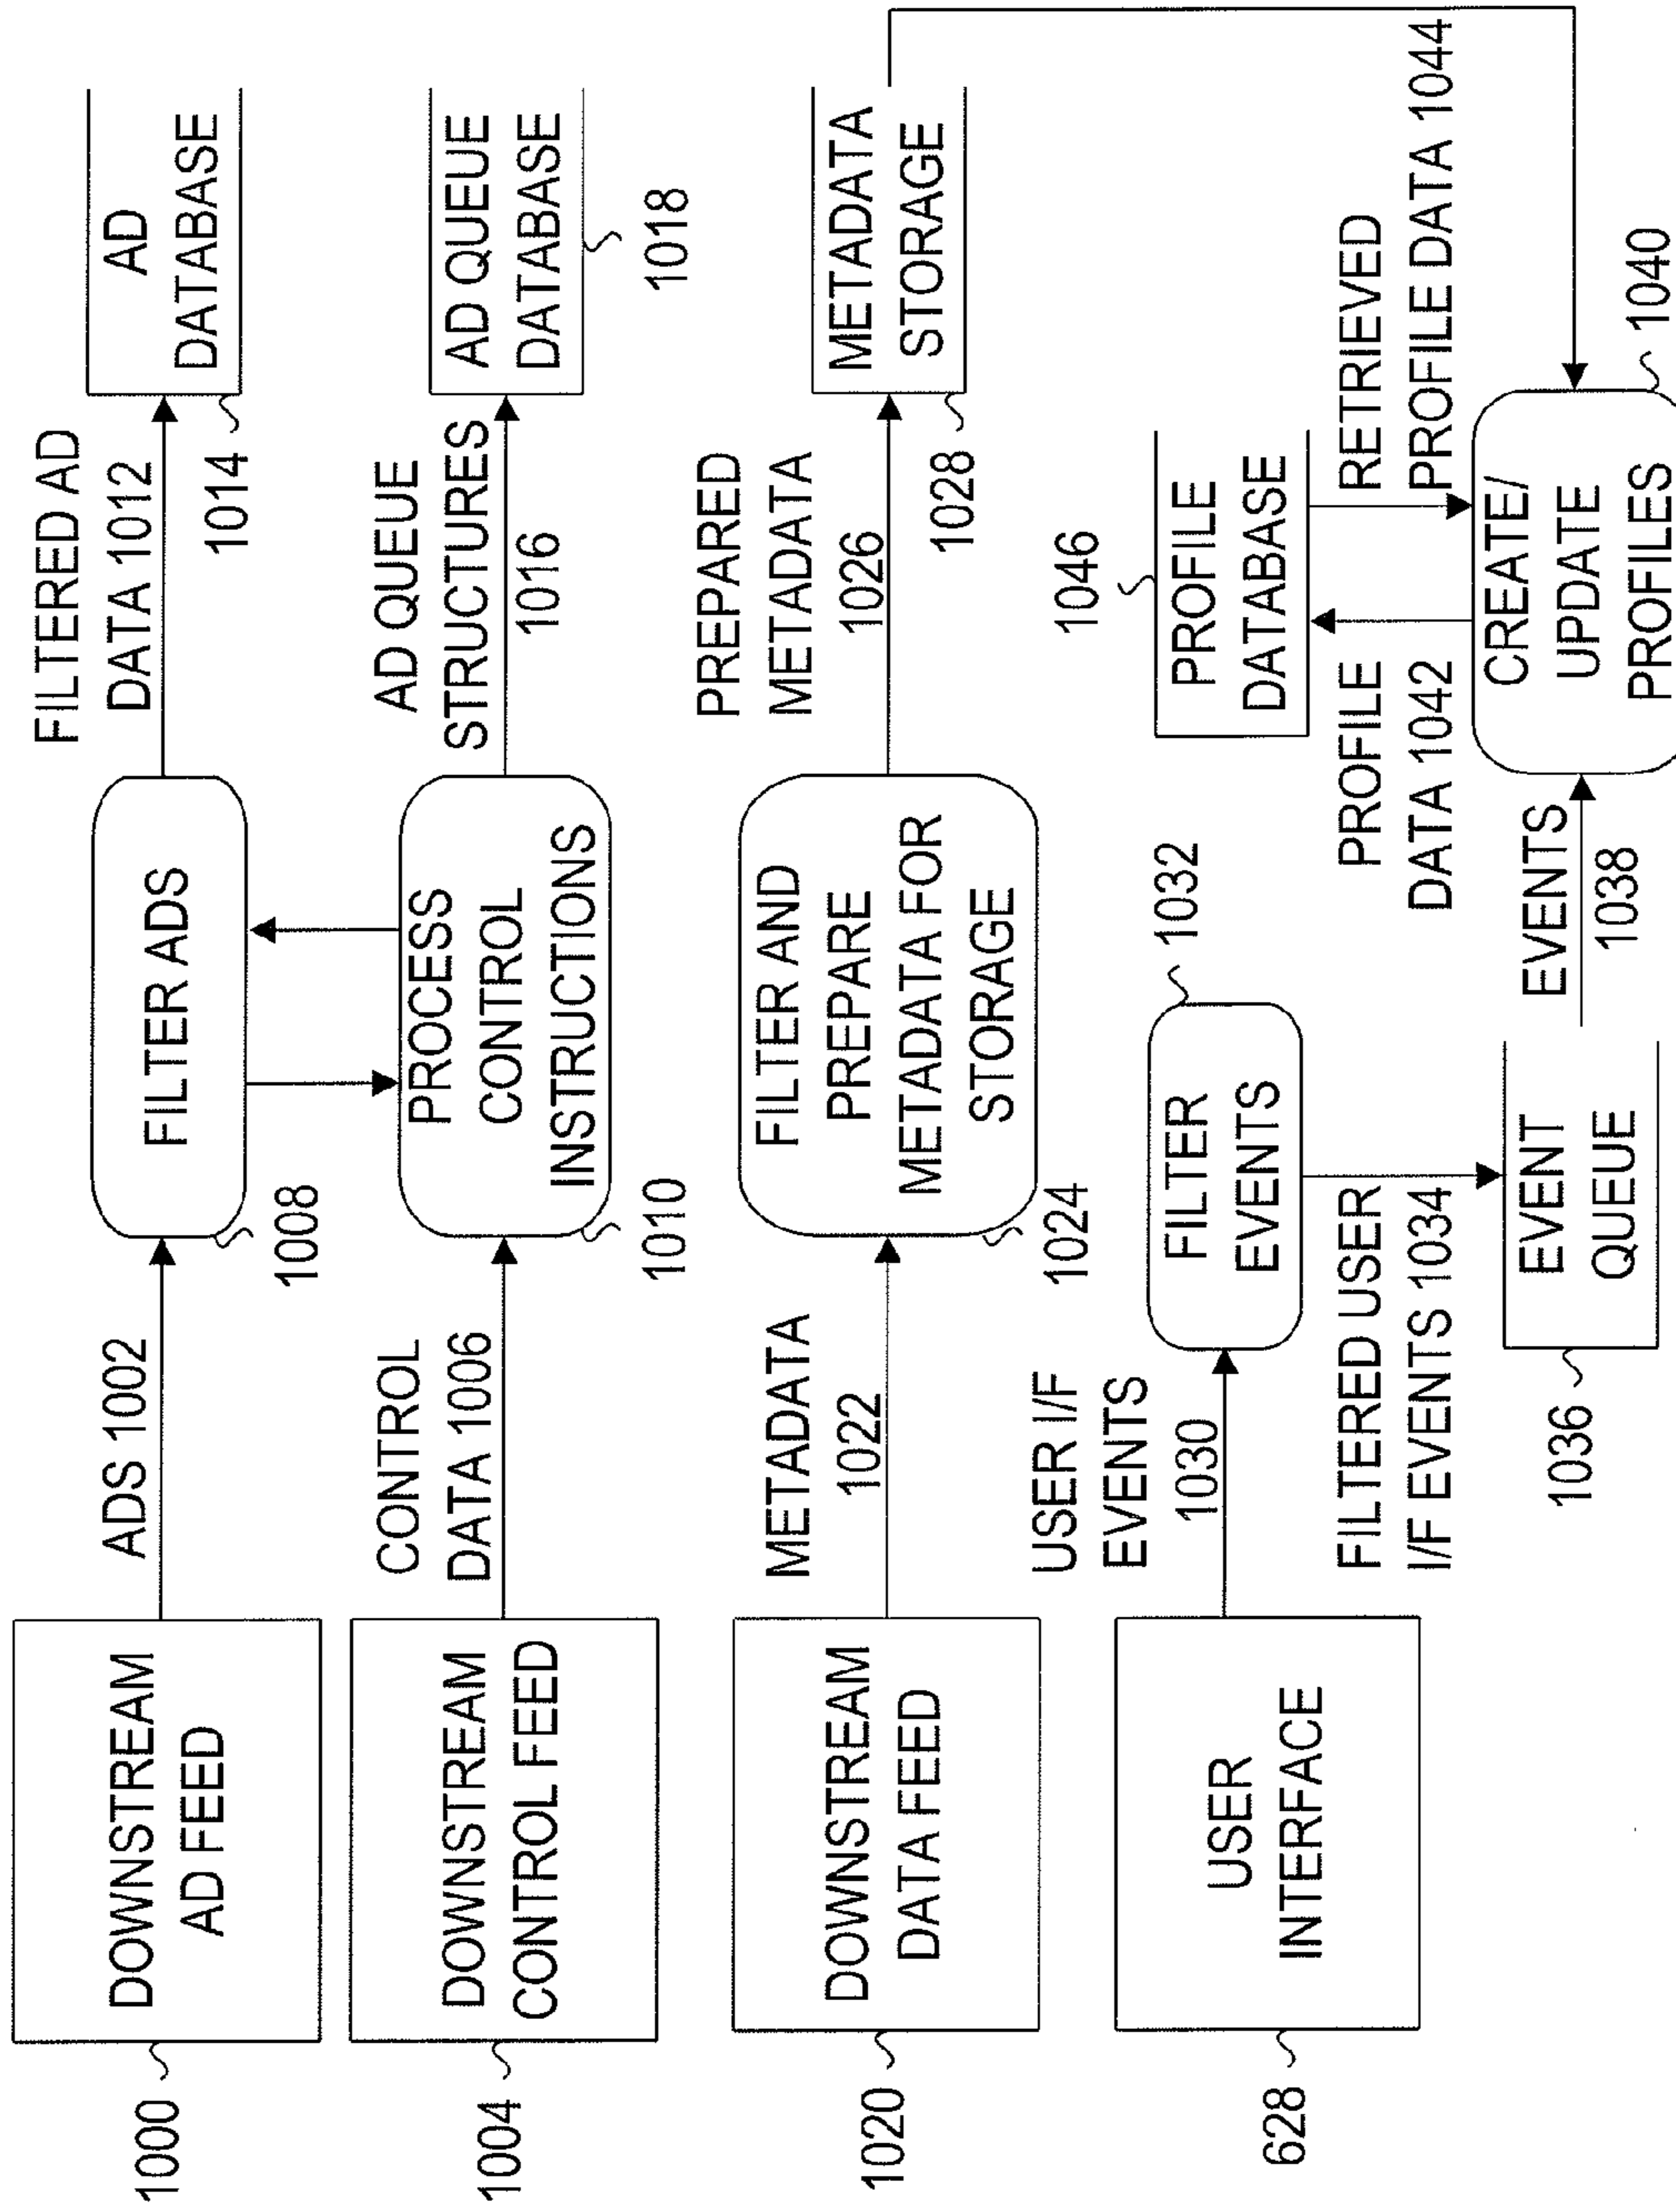 1000
DOWNSTREAM
AD FEED
ADS 1002
1008
FILTER ADS
FILTERED AD
DATA 1012
1014
AD
DATABASE
1004
DOWNSTREAM
CONTROL FEED
CONTROL
DATA 1006
1010
PROCESS
CONTROL
INSTRUCTIONS
AD QUEUE
STRUCTURES
1016
AD QUEUE
DATABASE
1018
1020
DOWNSTREAM
DATA FEED
METADATA
1022
1024
FILTER AND
PREPARE
METADATA FOR
STORAGE
PREPARED
METADATA
1026
1028
METADATA
STORAGE
628
USER
INTERFACE
USER I/F
EVENTS
1030
FILTER
EVENTS
1032
FILTERED USER
I/F EVENTS 1034
1036
EVENT
QUEUE
EVENTS
1038
1046
PROFILE
DATABASE
PROFILE
DATA 1042
RETRIEVED
PROFILE DATA 1044
CREATE/
UPDATE
PROFILES
1040